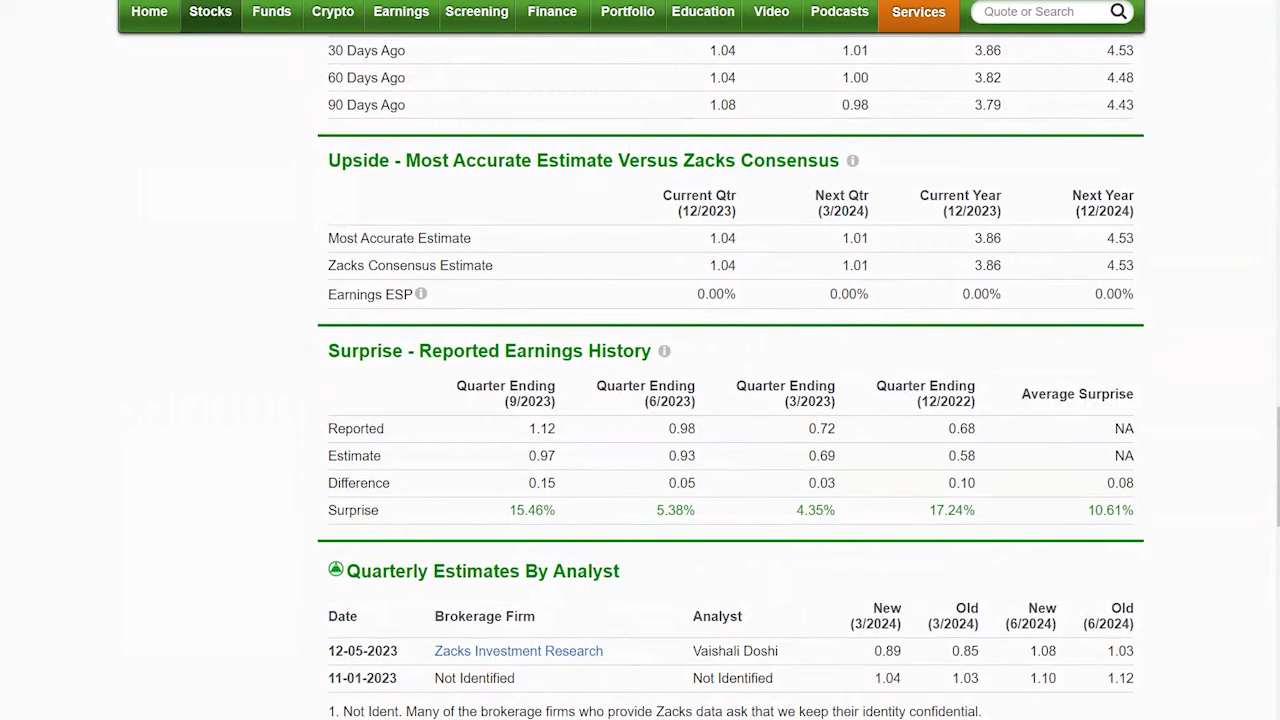 Home Stocks Funds Crypto Earnings Screening Finance Portfolio Education Video Podcasts Services Quote or Search
30 Days Ago 1.04 1.01 3.86 4.53
60 Days Ago 1.04 1.00 3.82 4.48
90 Days Ago 1.08 0.98 3.79 4.43
Upside - Most Accurate Estimate Versus Zacks Consensus
Current Qtr Next Qtr Current Year Next Year
(12/2023) (3/2024) (12/2023) (12/2024)
Most Accurate Estimate 1.04 1.01 3.86 4.53
Zacks Consensus Estimate 1.04 1.01 3.86 4.53
Earnings ESP 0.00% 0.00% 0.00% 0.00%
Surprise - Reported Earnings History
Quarter Ending Quarter Ending Quarter Ending Quarter Ending Average Surprise
(9/2023) (6/2023) (3/2023) (12/2022)
Reported 1.12 0.98 0.72 0.68 NA
Estimate 0.97 0.93 0.69 0.58 NA
Difference 0.15 0.05 0.03 0.10 0.08
Surprise 15.46% 5.38% 4.35% 17.24% 10.61%
Quarterly Estimates By Analyst
Date Brokerage Firm Analyst New Old New Old
(3/2024) (3/2024) (6/2024) (6/2024)
12-05-2023 Zacks Investment Research Vaishali Doshi 0.89 0.85 1.08 1.03
11-01-2023 Not Identified Not Identified 1.04 1.03 1.10 1.12
1. Not Ident. Many of the brokerage firms who provide Zacks data ask that we keep their identity confidential.